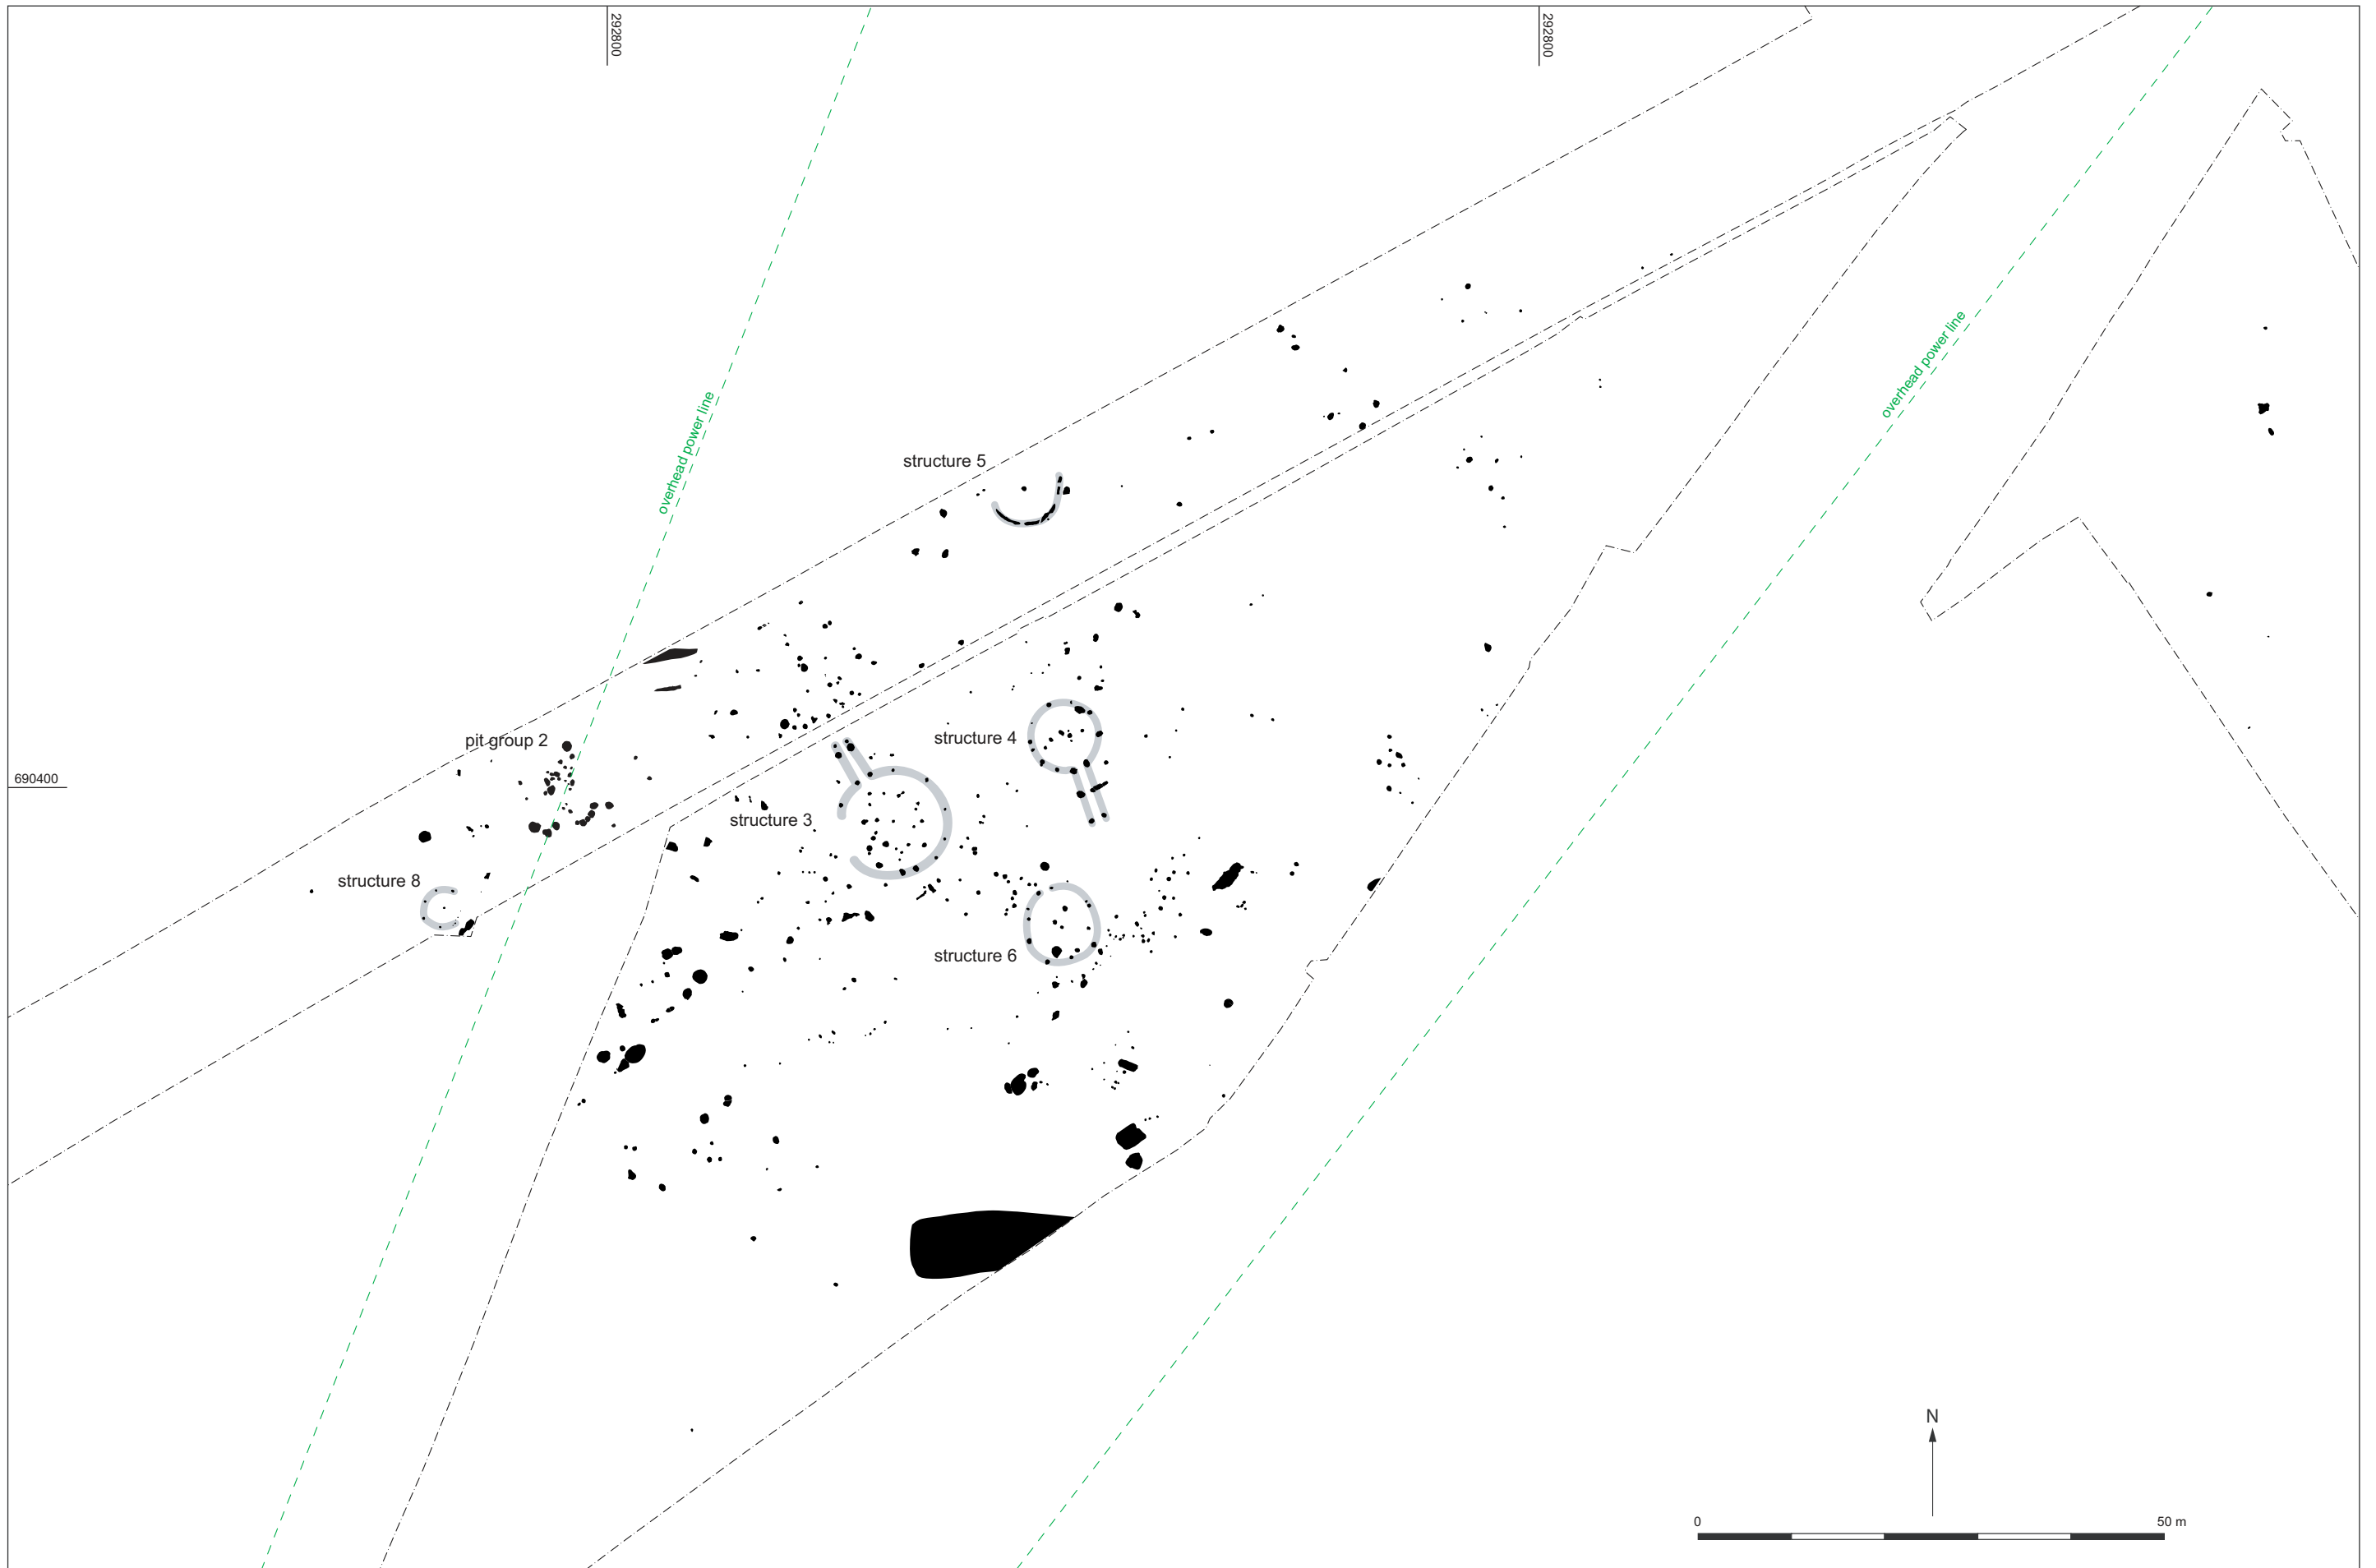 292800
292800
overhead power line
overhead power line
structure 5
pit group 2
structure 4
690400
structure 3
structure 8
structure 6
N
0
50 m